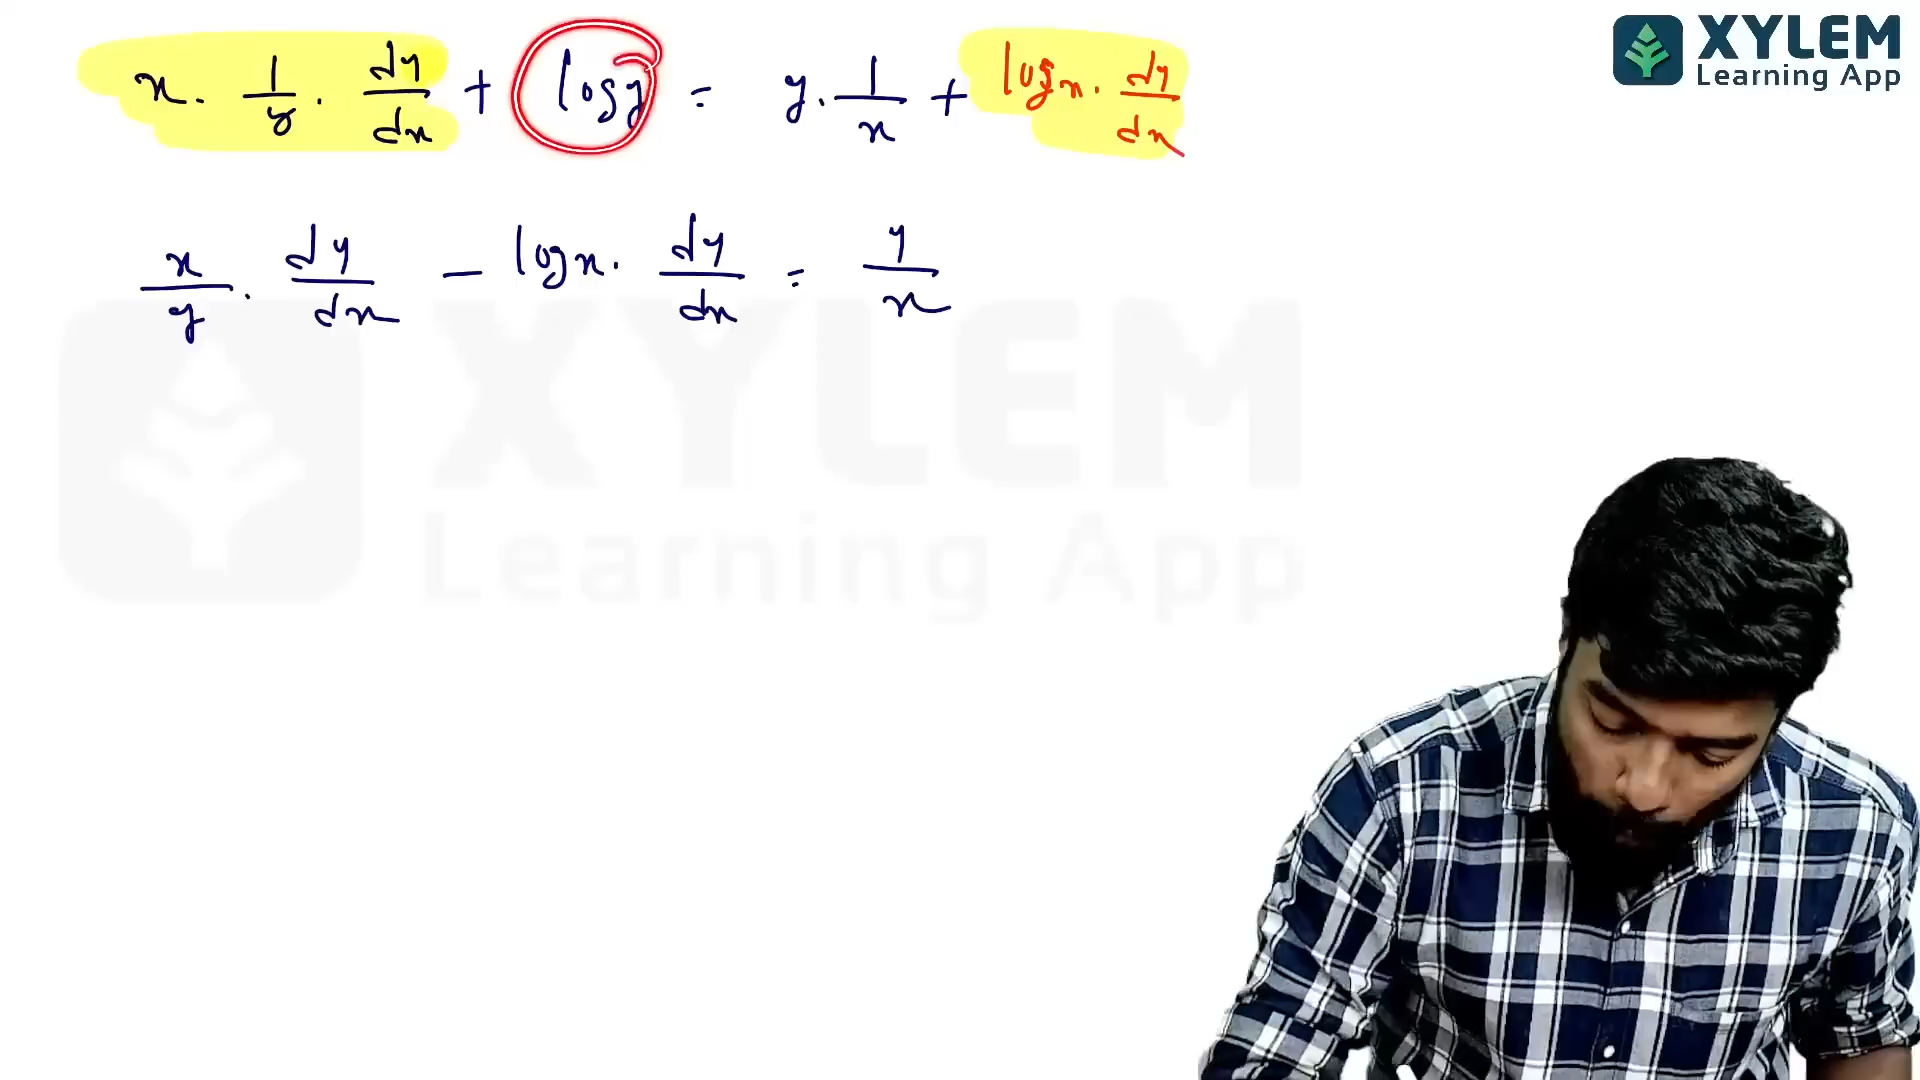 XYLEM
Learning App
x · 1/y · dy/dx + log y = y · 1/x + log x · dy/dx
x/y · dy/dx − log x · dy/dx = y/x
XYLEM
Learning App